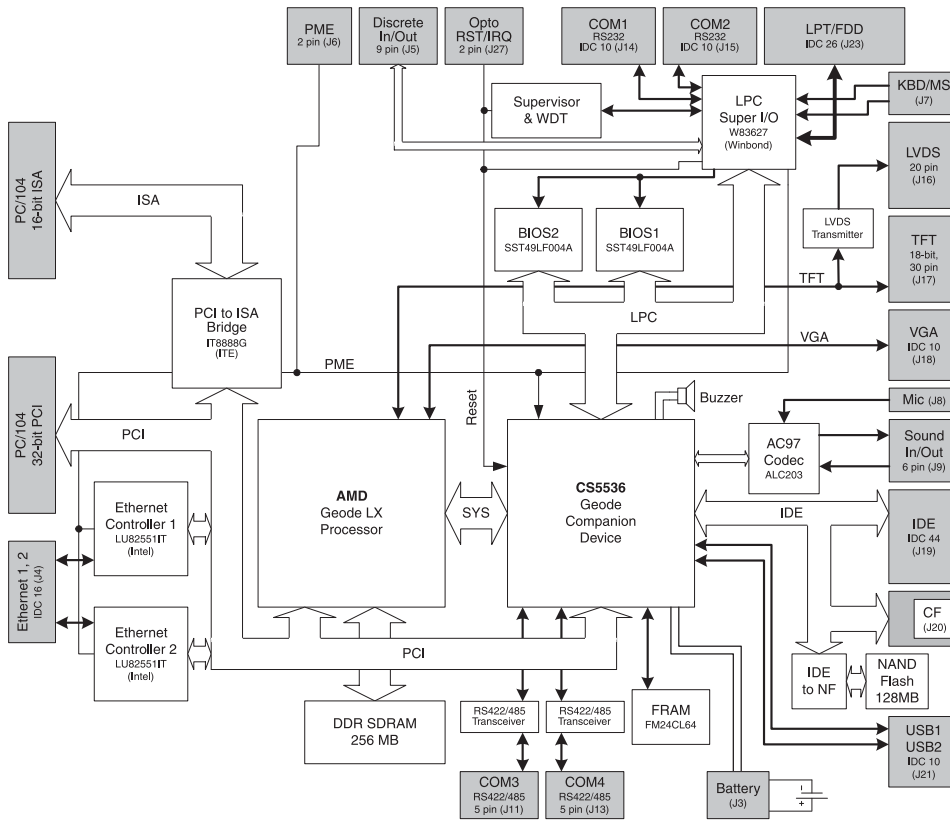 PME
2 pin (J6)
Discrete
In/Out
9 pin (J5)
Opto
RST/IRQ
2 pin (J27)
COM1
RS232
IDC 10 (J14)
COM2
RS232
IDC 10 (J15)
LPT/FDD
IDC 26 (J23)
KBD/MS
(J7)
Supervisor
& WDT
LPC
Super I/O
W83627
(Winbond)
LVDS
20 pin
(J16)
PC/104
16-bit ISA
ISA
BIOS2
SST49LF004A
BIOS1
SST49LF004A
LVDS
Transmitter
TFT
18-bit,
30 pin
(J17)
TFT
PCI to ISA
Bridge
IT8888G
(ITE)
LPC
VGA
VGA
IDC 10
(J18)
PME
PC/104
32-bit PCI
PCI
Reset
Buzzer
Mic (J8)
AC97
Codec
ALC203
Sound
In/Out
6 pin (J9)
AMD
Geode LX
Processor
SYS
CS5536
Geode
Companion
Device
IDE
IDE
IDC 44
(J19)
Ethernet
Controller 1
LU82551IT
(Intel)
Ethernet 1, 2
IDC 16 (J4)
Ethernet
Controller 2
LU82551IT
(Intel)
PCI
CF
(J20)
IDE
to NF
NAND
Flash
128MB
DDR SDRAM
256 MB
RS422/485
Transceiver
RS422/485
Transceiver
FRAM
FM24CL64
USB1
USB2
IDC 10
(J21)
COM3
RS422/485
5 pin (J11)
COM4
RS422/485
5 pin (J13)
Battery
(J3)
- +